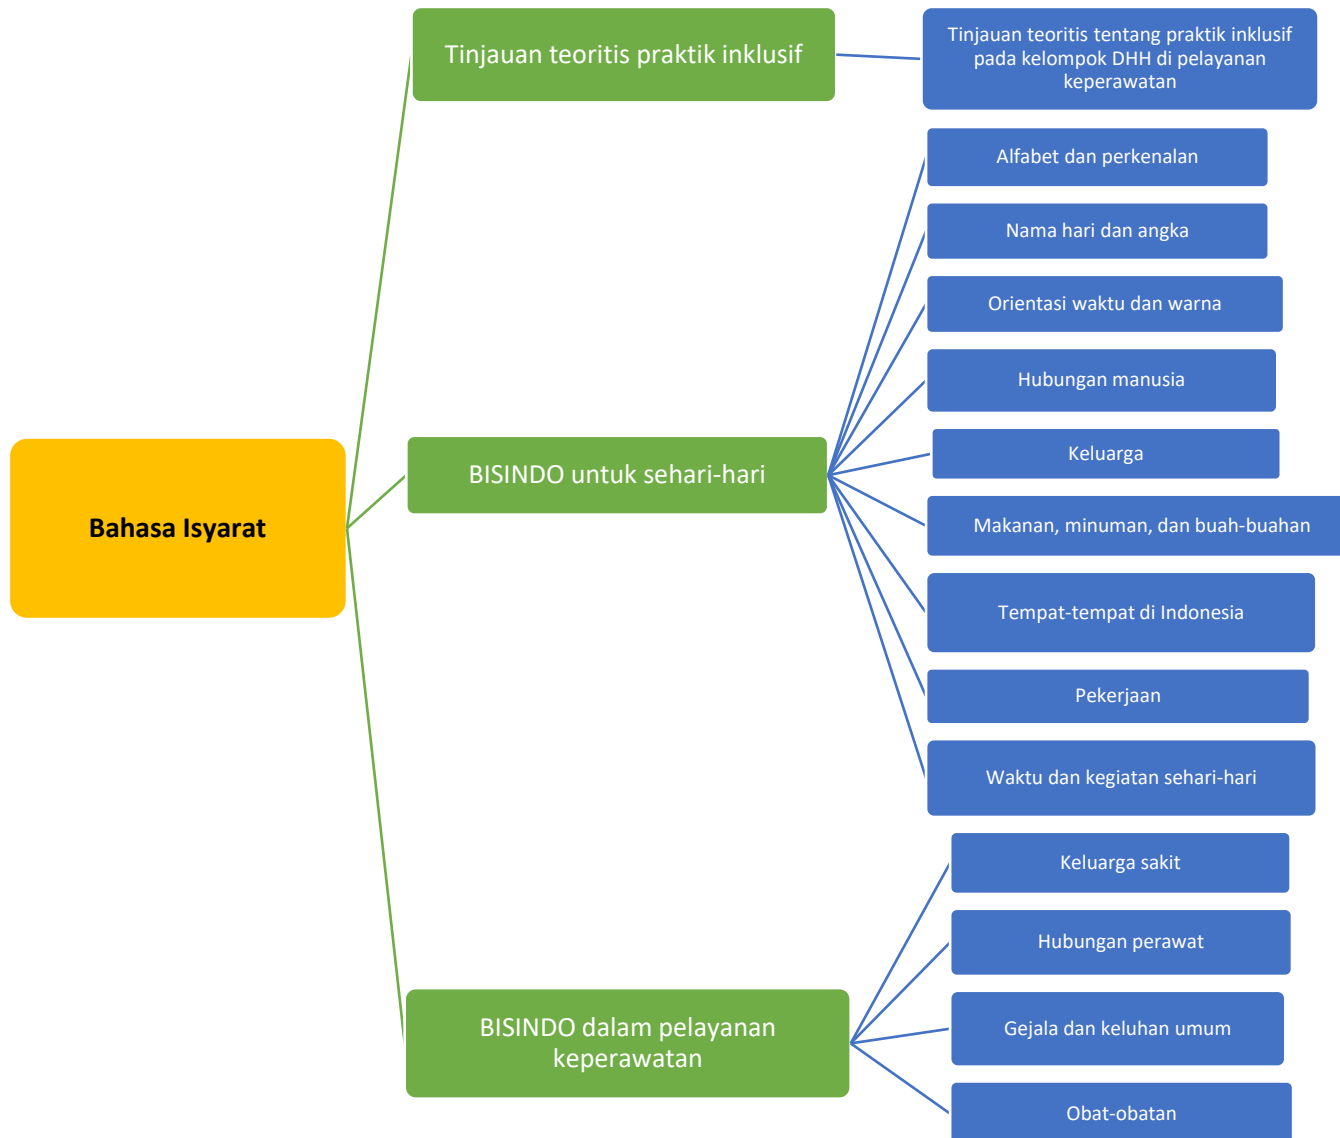 Tinjauan teoritis praktik inklusif
Tinjauan teoritis tentang praktik inklusif
pada kelompok DHH di pelayanan
keperawatan
Alfabet dan perkenalan
Nama hari dan angka
Orientasi waktu dan warna
Hubungan manusia
Keluarga
Bahasa Isyarat
BISINDO untuk sehari-hari
Makanan, minuman, dan buah-buahan
Tempat-tempat di Indonesia
Pekerjaan
Waktu dan kegiatan sehari-hari
Keluarga sakit
Hubungan perawat
BISINDO dalam pelayanan
keperawatan
Gejala dan keluhan umum
Obat-obatan